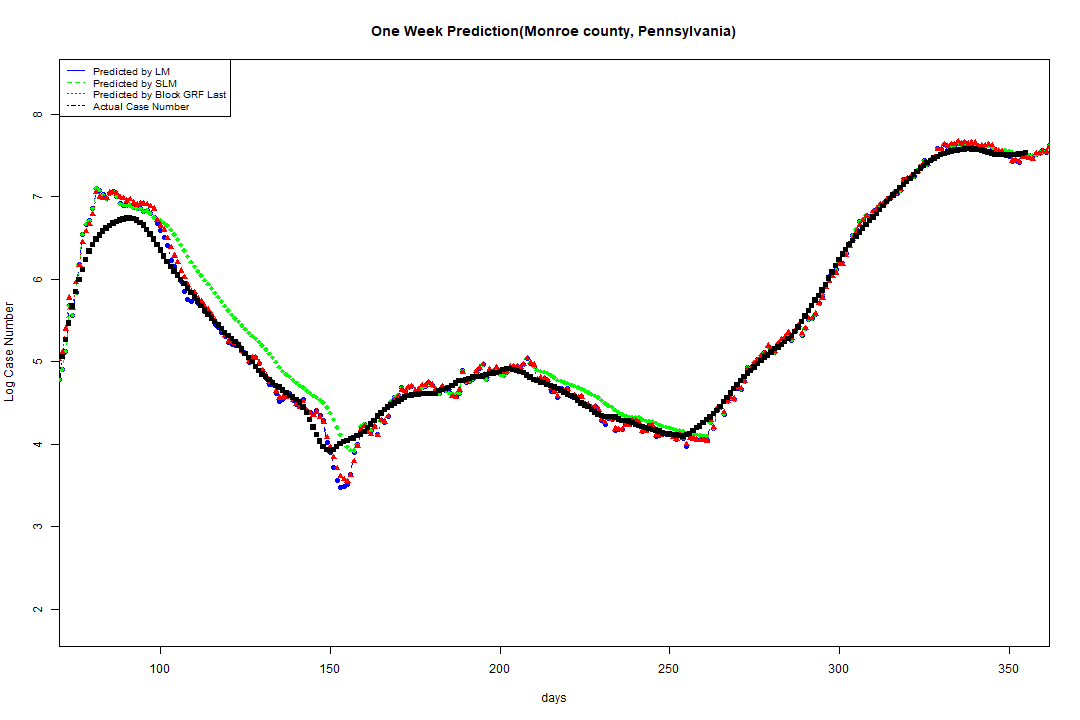 One Week Prediction(Monroe county, Pennsylvania)
Predicted by LM
Predicted by SLM
Predicted by Block GRF Last
Actual Case Number
Log Case Number
8
7
6
5
4
3
2
100 150 200 250 300 350
days